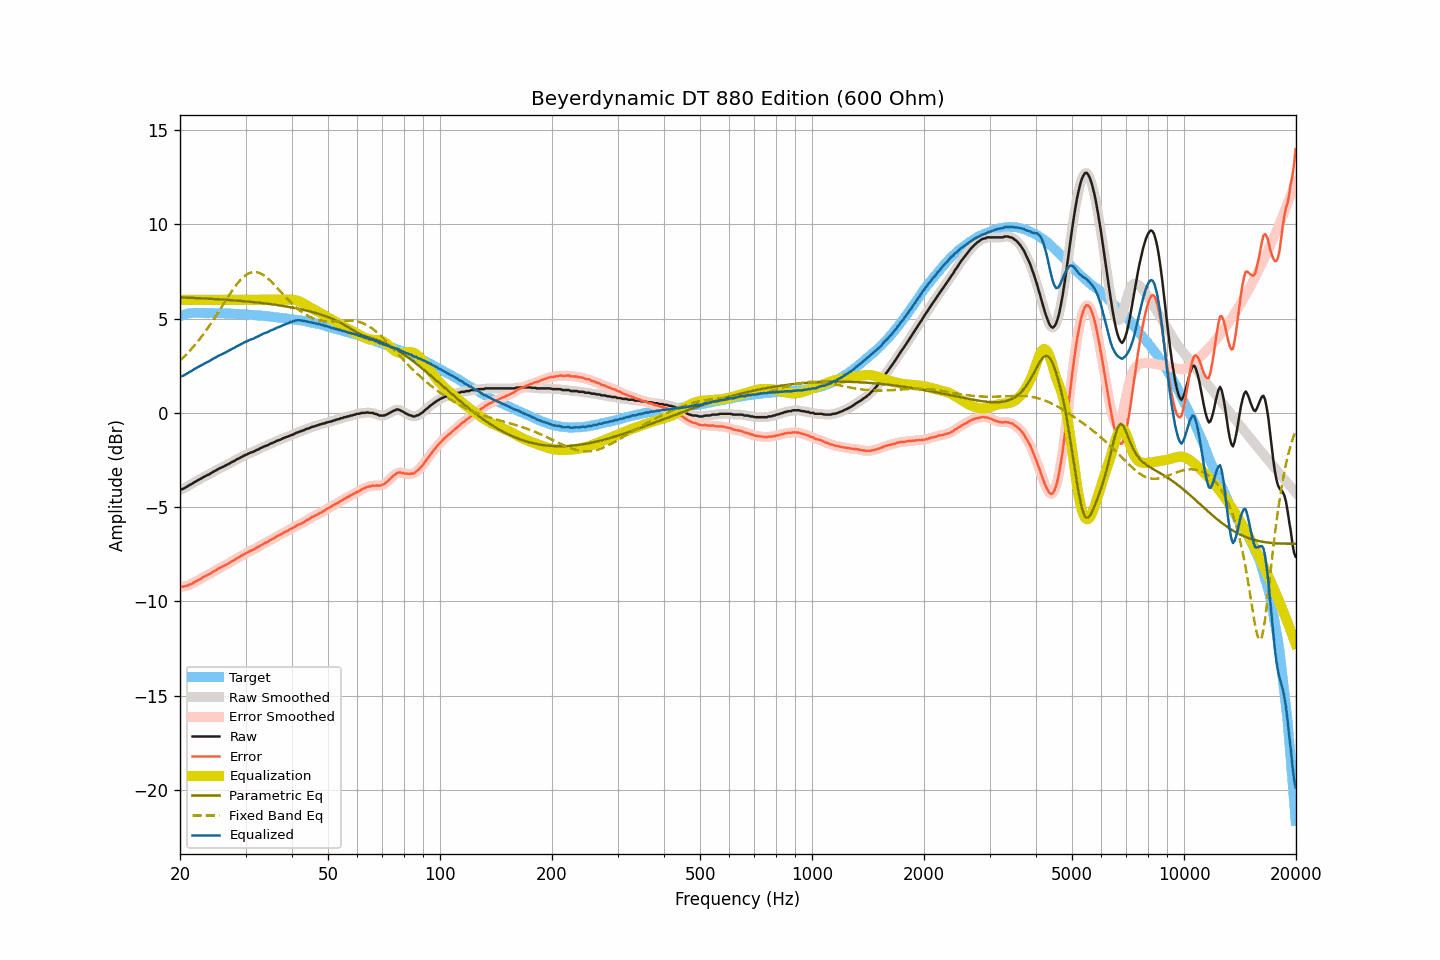 Beyerdynamic DT 880 Edition (600 Ohm)
15
10
5
0
−5
−10
−15
−20
Amplitude (dBr)
Target
Raw Smoothed
Error Smoothed
Raw
Error
Equalization
Parametric Eq
Fixed Band Eq
Equalized
20 50 100 200 500 1000 2000 5000 10000 20000
Frequency (Hz)